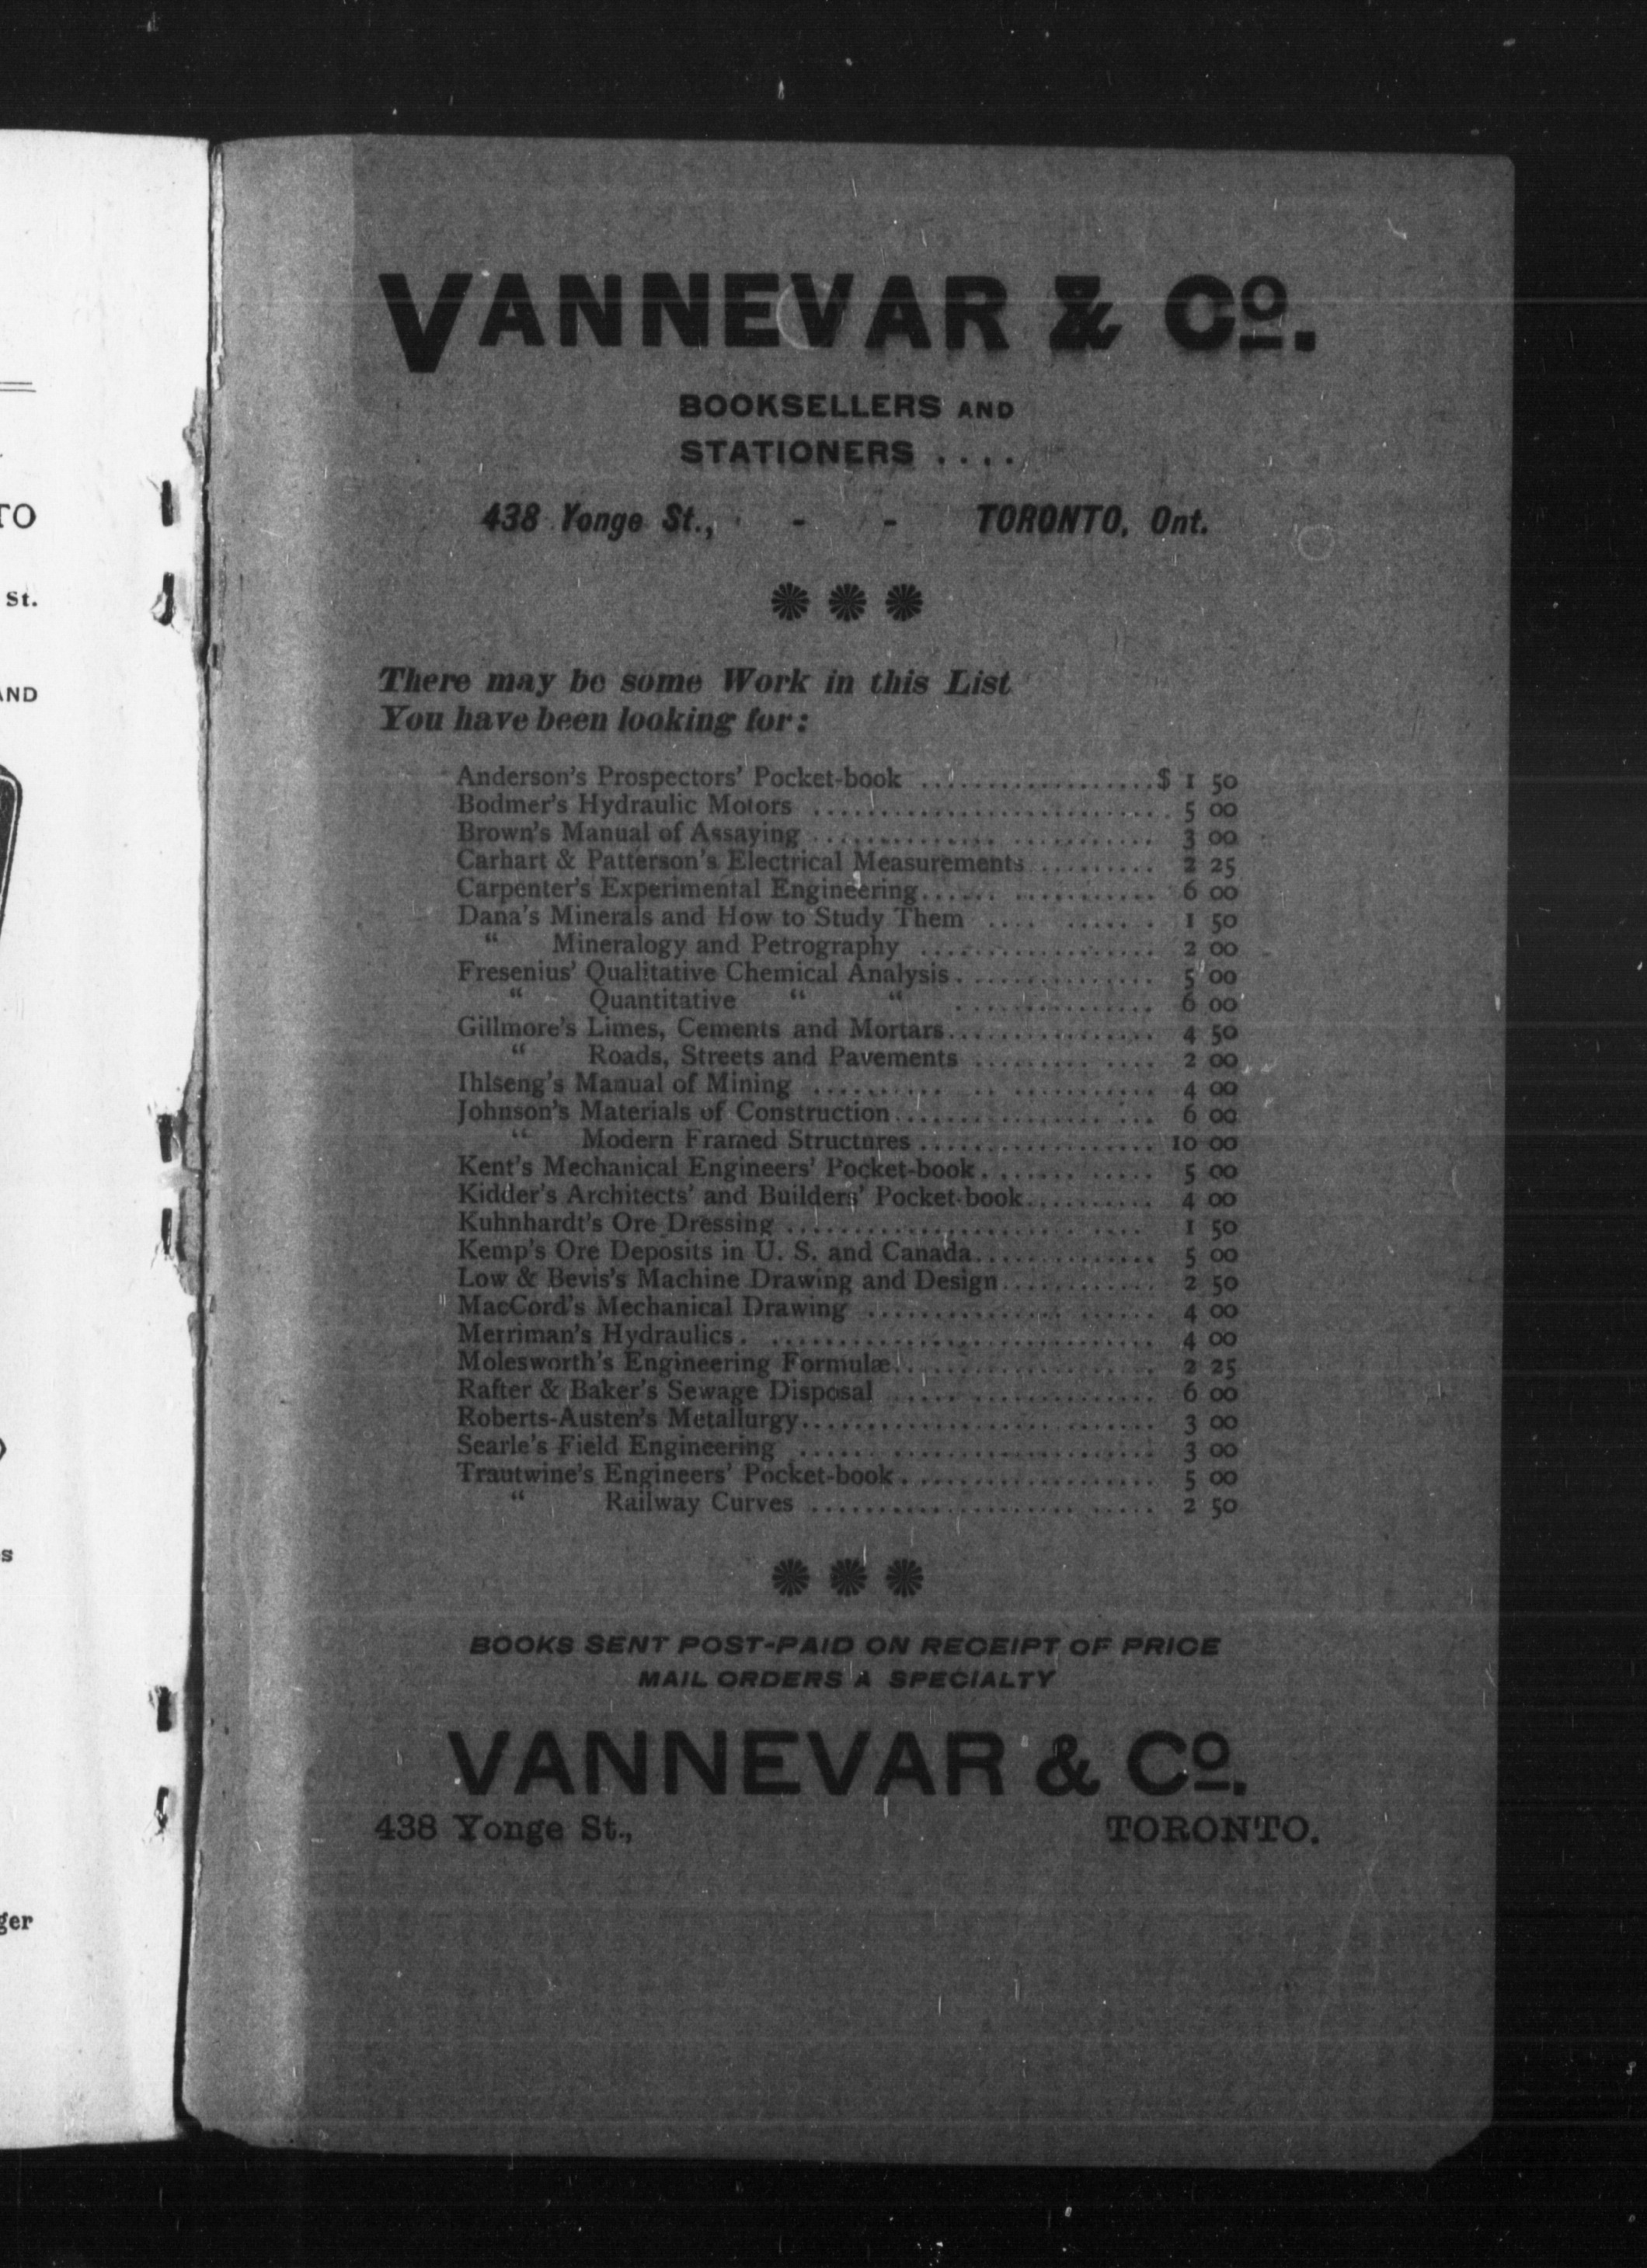 TO
St.
AND
s
ger
VANNEVAR & Co.
BOOKSELLERS AND
STATIONERS ....
438 Yonge St., - - TORONTO, Ont.
There may be some Work in this List
You have been looking for:
Anderson's Prospectors' Pocket-book ..................$ 1 50
Bodmer's Hydraulic Motors .......................... 5 00
Brown's Manual of Assaying .......................... 3 00
Carhart & Patterson's Electrical Measurements ......... 2 25
Carpenter's Experimental Engineering...... ........... 6 00
Dana's Minerals and How to Study Them .... ....... 1 50
“ Mineralogy and Petrography .................. 2 00
Fresenius' Qualitative Chemical Analysis............... 5 00
“ Quantitative “ “ ............... 6 00
Gillmore's Limes, Cements and Mortars................ 4 50
“ Roads, Streets and Pavements .......... .... 2 00
Ihlseng's Manual of Mining .......... .. ........... 4 00
Johnson's Materials of Construction................ ... 6 00
“ Modern Framed Structures .................. 10 00
Kent's Mechanical Engineers' Pocket-book............. 5 00
Kidder's Architects' and Builders' Pocket-book.......... 4 00
Kuhnhardt's Ore Dressing ...................... .... 1 50
Kemp's Ore Deposits in U. S. and Canada.............. 5 00
Low & Bevis's Machine Drawing and Design............ 2 50
MacCord's Mechanical Drawing ............... ...... 4 00
Merriman's Hydraulics. ............................. 4 00
Molesworth's Engineering Formulæ................... 2 25
Rafter & Baker's Sewage Disposal .................... 6 00
Roberts-Austen's Metallurgy.......................... 3 00
Searle's Field Engineering .......................... 3 00
Trautwine's Engineers' Pocket-book................... 5 00
“ Railway Curves .................... ..... 2 50
BOOKS SENT POST-PAID ON RECEIPT OF PRICE
MAIL ORDERS A SPECIALTY
VANNEVAR & Co.
438 Yonge St., TORONTO.